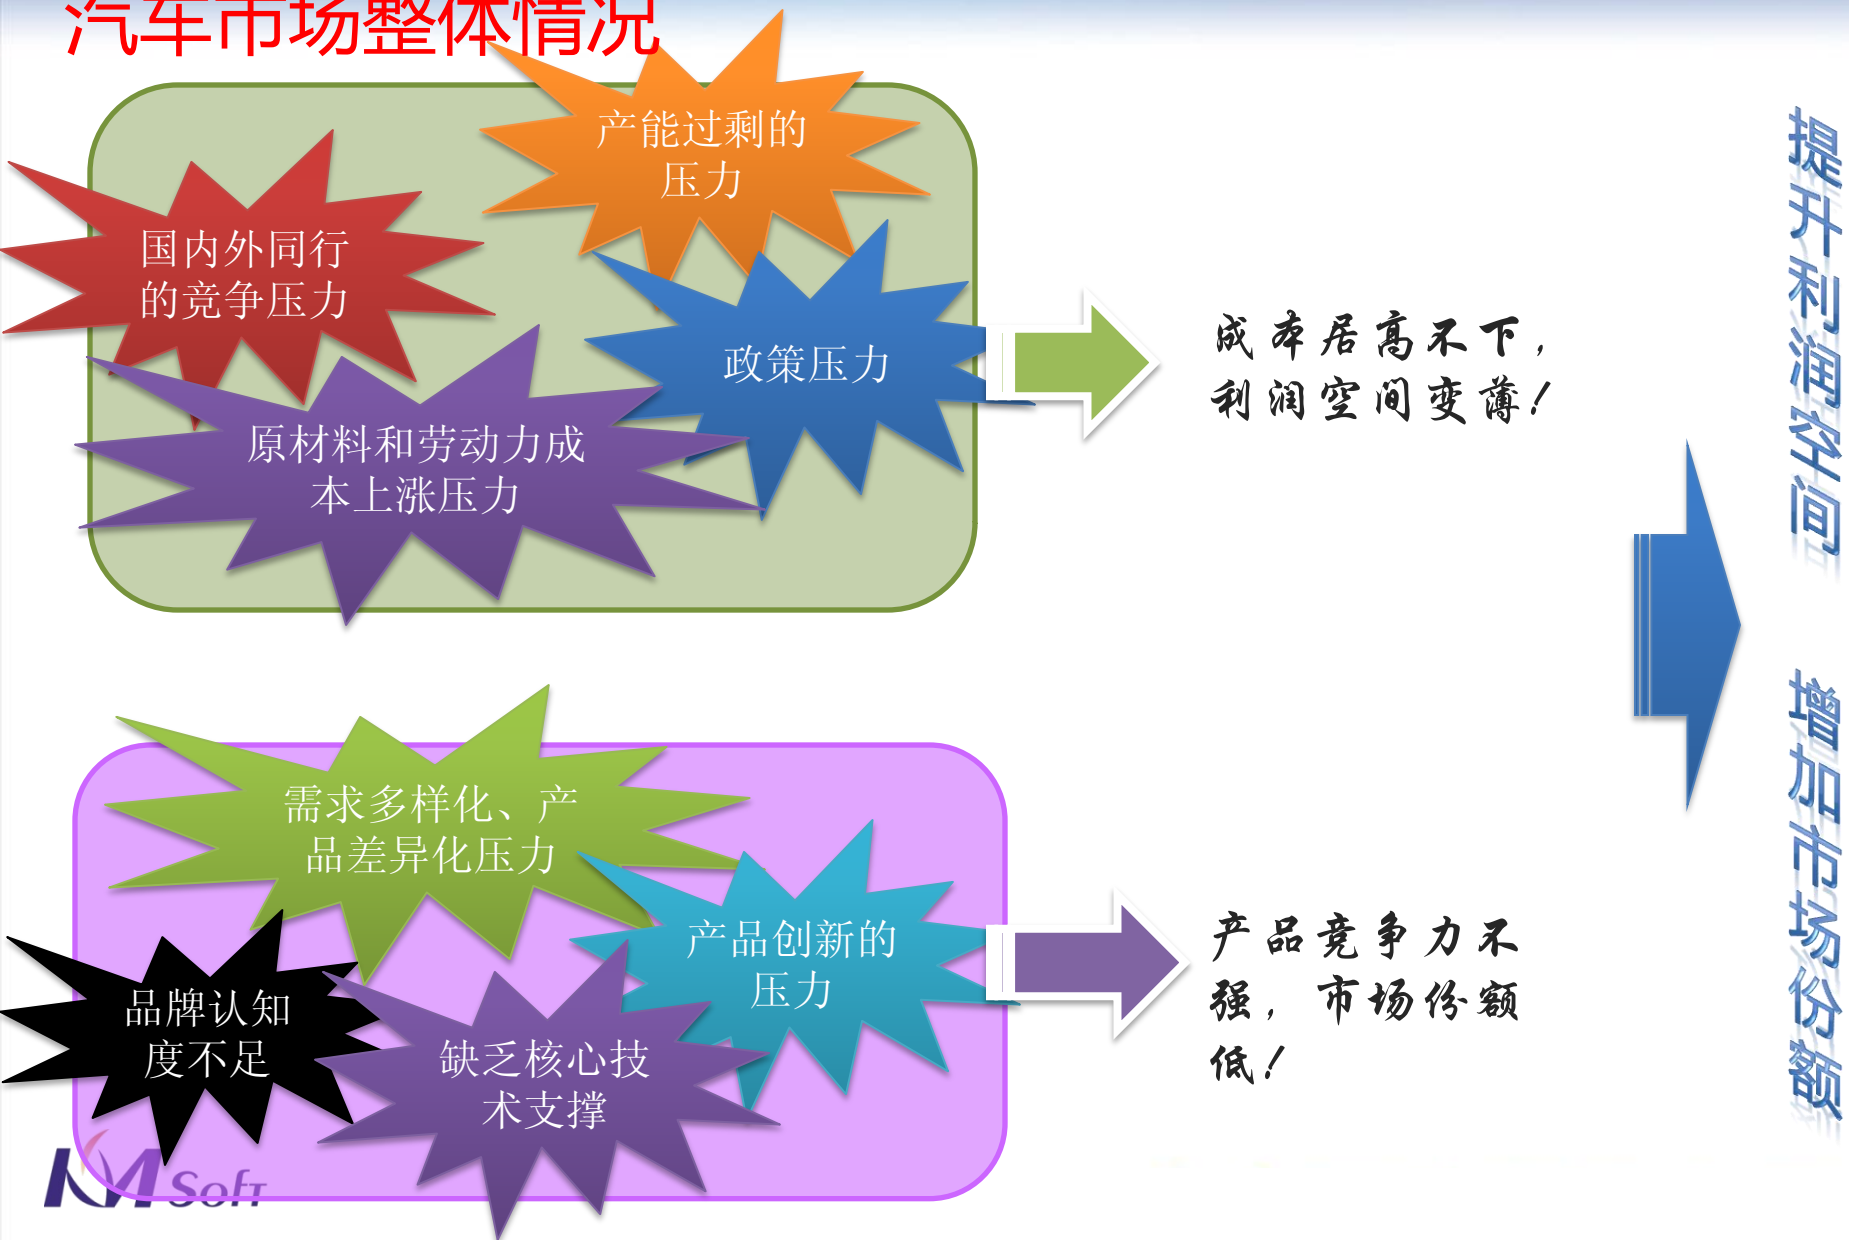 汽车市场整体情况
产能过剩的
压力
国内外同行
的竞争压力
政策压力
原材料和劳动力成
本上涨压力
成本居高不下，
利润空间变薄！
需求多样化、产
品差异化压力
产品创新的
压力
品牌认知
度不足
缺乏核心技
术支撑
产品竞争力不
强，市场份额
低！
提升利润空间 增加市场份额
KM Soft